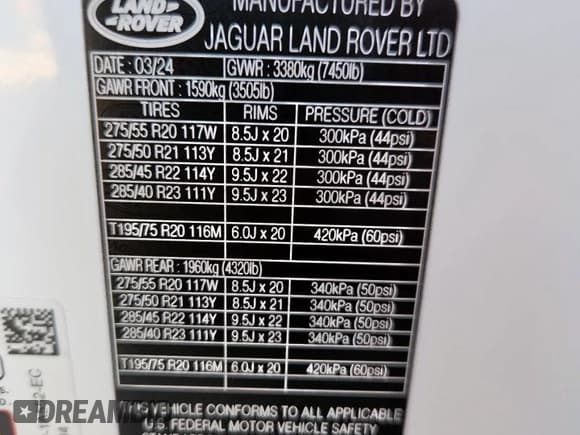 LAND
ROVER
MANUFACTURED BY
JAGUAR LAND ROVER LTD
DATE : 03/24 GVWR : 3380kg (7450lb)
GAWR FRONT : 1590kg (3505lb)
TIRES RIMS PRESSURE (COLD)
275/55 R20 117W 8.5J x 20 300kPa (44psi)
275/50 R21 113Y 8.5J x 21 300kPa (44psi)
285/45 R22 114Y 9.5J x 22 300kPa (44psi)
285/40 R23 111Y 9.5J x 23 300kPa (44psi)
T195/75 R20 116M 6.0J x 20 420kPa (60psi)
GAWR REAR : 1960kg (4320lb)
275/55 R20 117W 8.5J x 20 340kPa (50psi)
275/50 R21 113Y 8.5J x 21 340kPa (50psi)
285/45 R22 114Y 9.5J x 22 340kPa (50psi)
285/40 R23 111Y 9.5J x 23 340kPa (50psi)
T195/75 R20 116M 6.0J x 20 420kPa (60psi)
THIS VEHICLE CONFORMS TO ALL APPLICABLE
U.S. FEDERAL MOTOR VEHICLE SAFETY